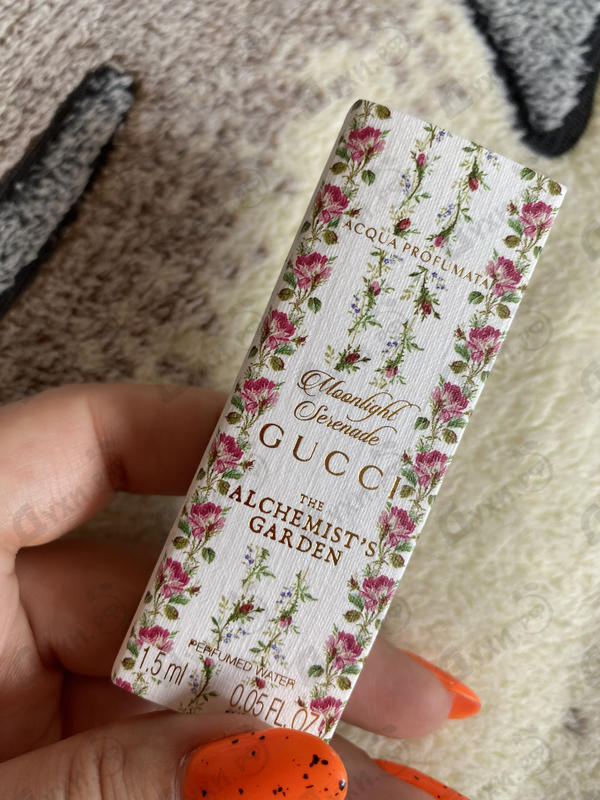 ACQUA PROFUMATA
Moonlight
Serenade
GUCCI
THE
ALCHEMIST'S
GARDEN
PERFUMED WATER
1.5 ml 0.05 FL. OZ